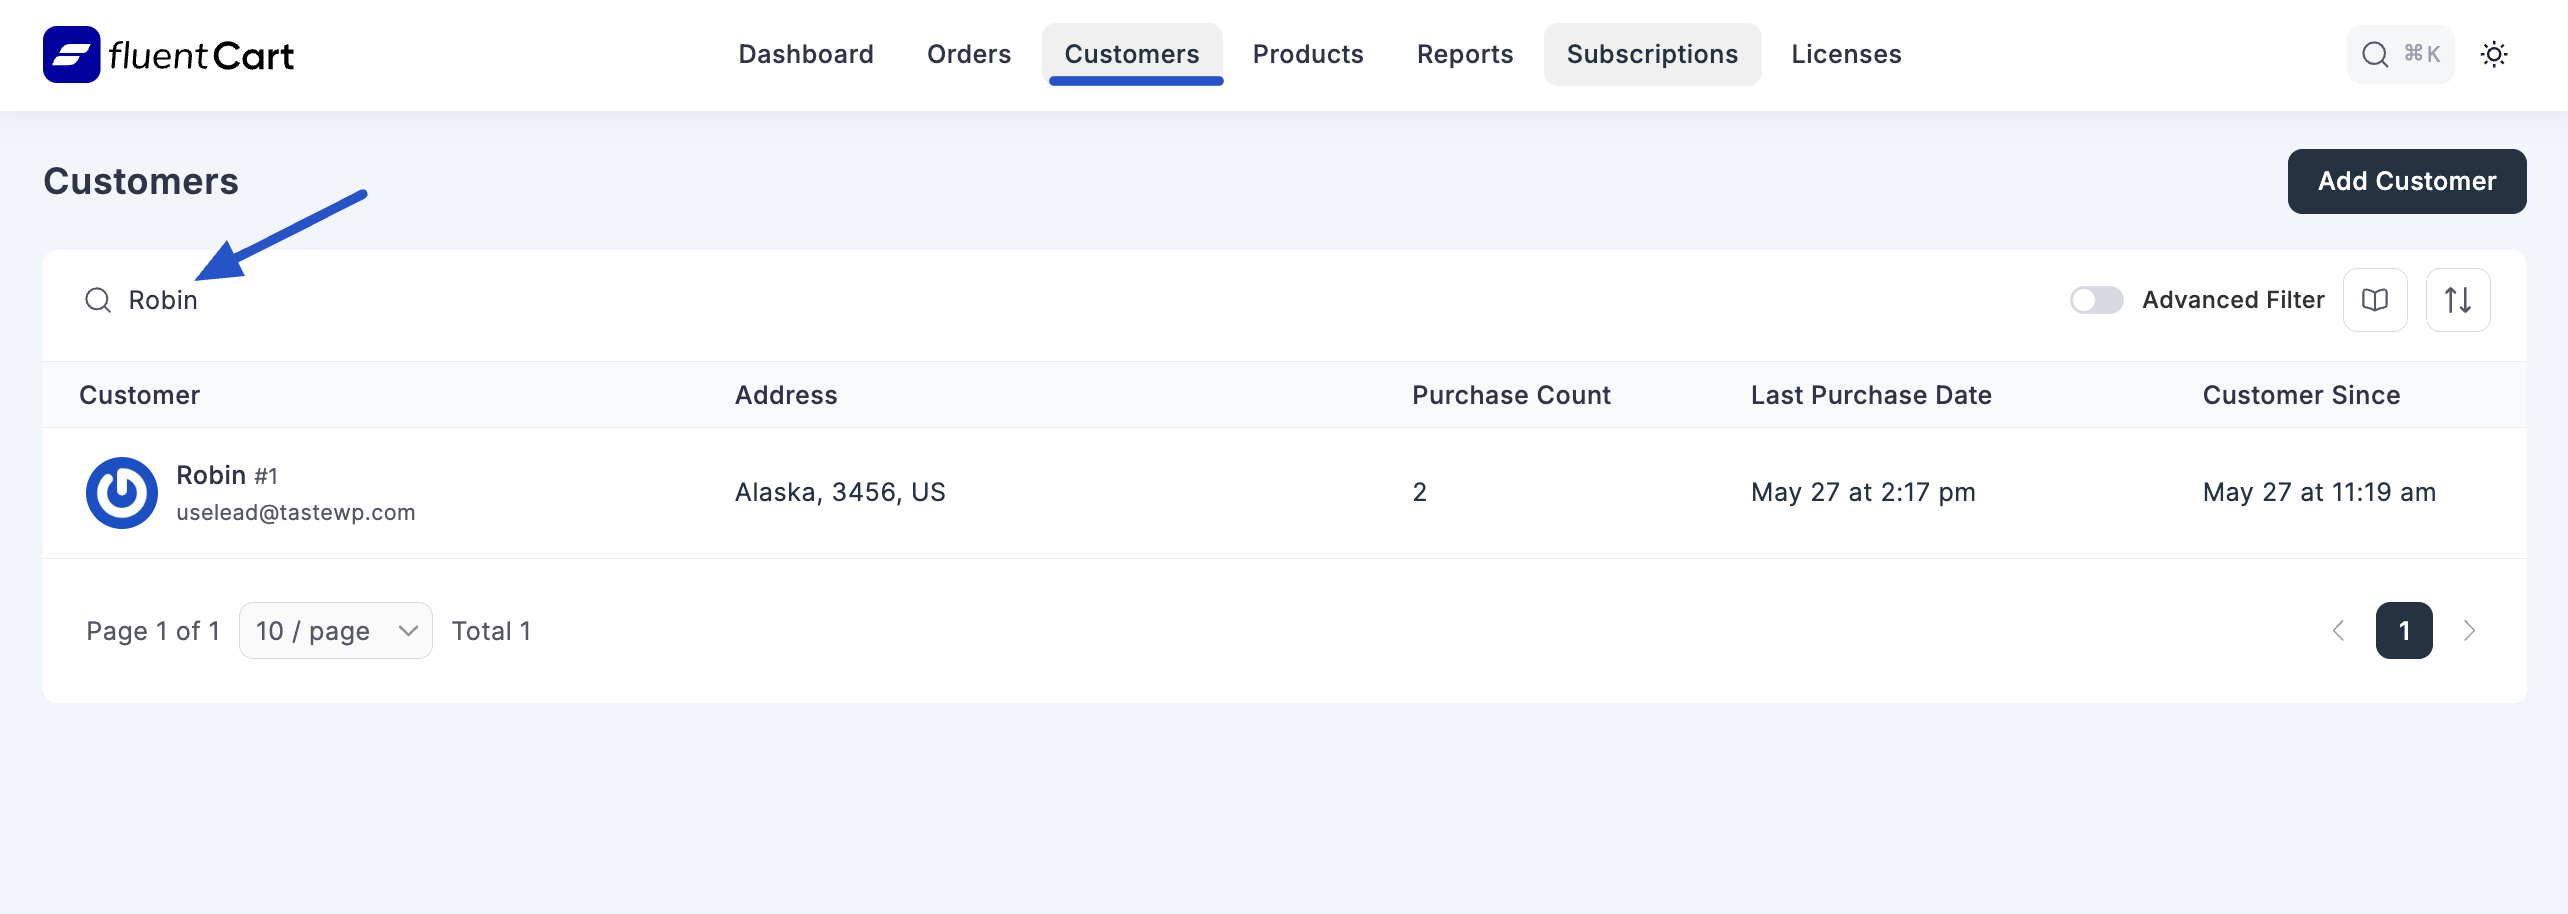 fluentCart
Dashboard Orders Customers Products Reports Subscriptions Licenses
⌘K
Customers
Add Customer
Robin
Advanced Filter
Customer Address Purchase Count Last Purchase Date Customer Since
Robin #1
uselead@tastewp.com
Alaska, 3456, US
2
May 27 at 2:17 pm
May 27 at 11:19 am
Page 1 of 1 10 / page Total 1
1